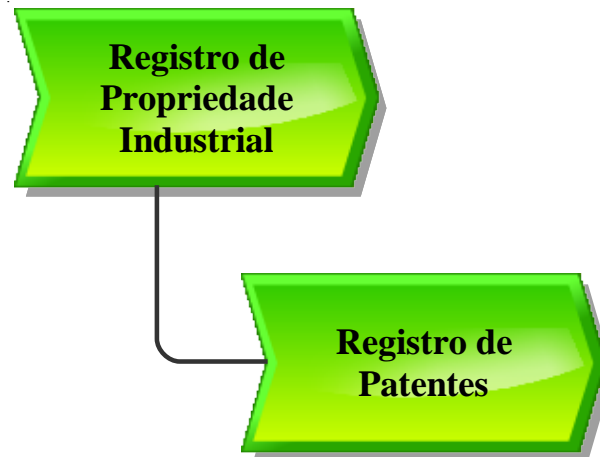 Registro de
Propriedade
Industrial
Registro de
Patentes